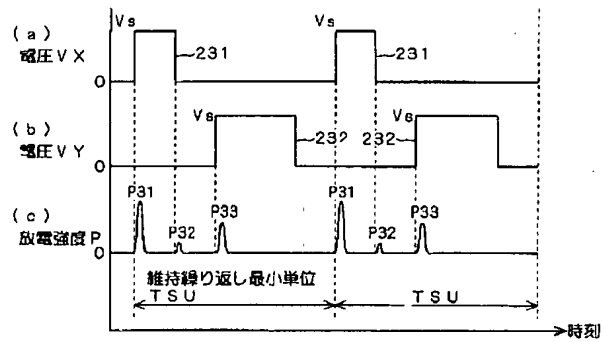 (a)
電圧VX
Vs
0
231
Vs
231
(b)
電圧VY
Vs
0
232
Vs
232
(c)
放電強度P
0
P31
P32
P33
P31
P32
P33
維持繰り返し最小単位
TSU
TSU
時刻